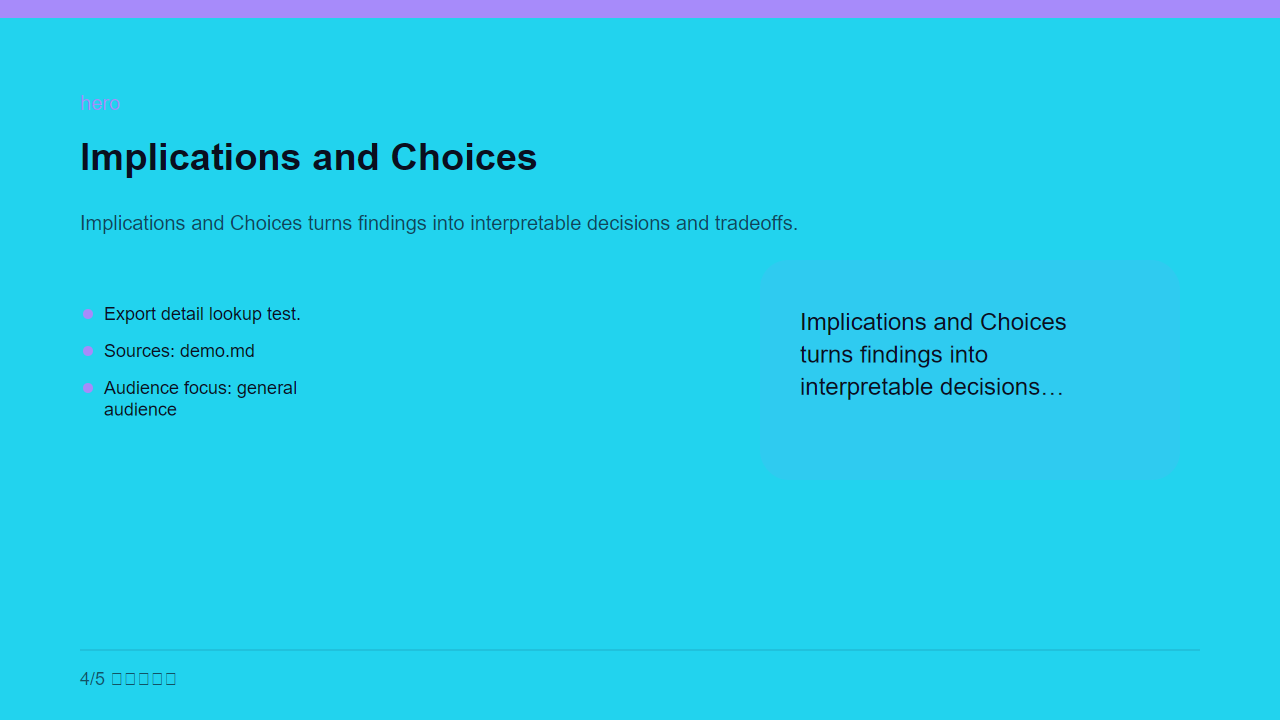 hero
Implications and Choices
Implications and Choices turns findings into interpretable decisions and tradeoffs.
Export detail lookup test.
Sources: demo.md
Audience focus: general
audience
Implications and Choices
turns findings into
interpretable decisions…
4/5